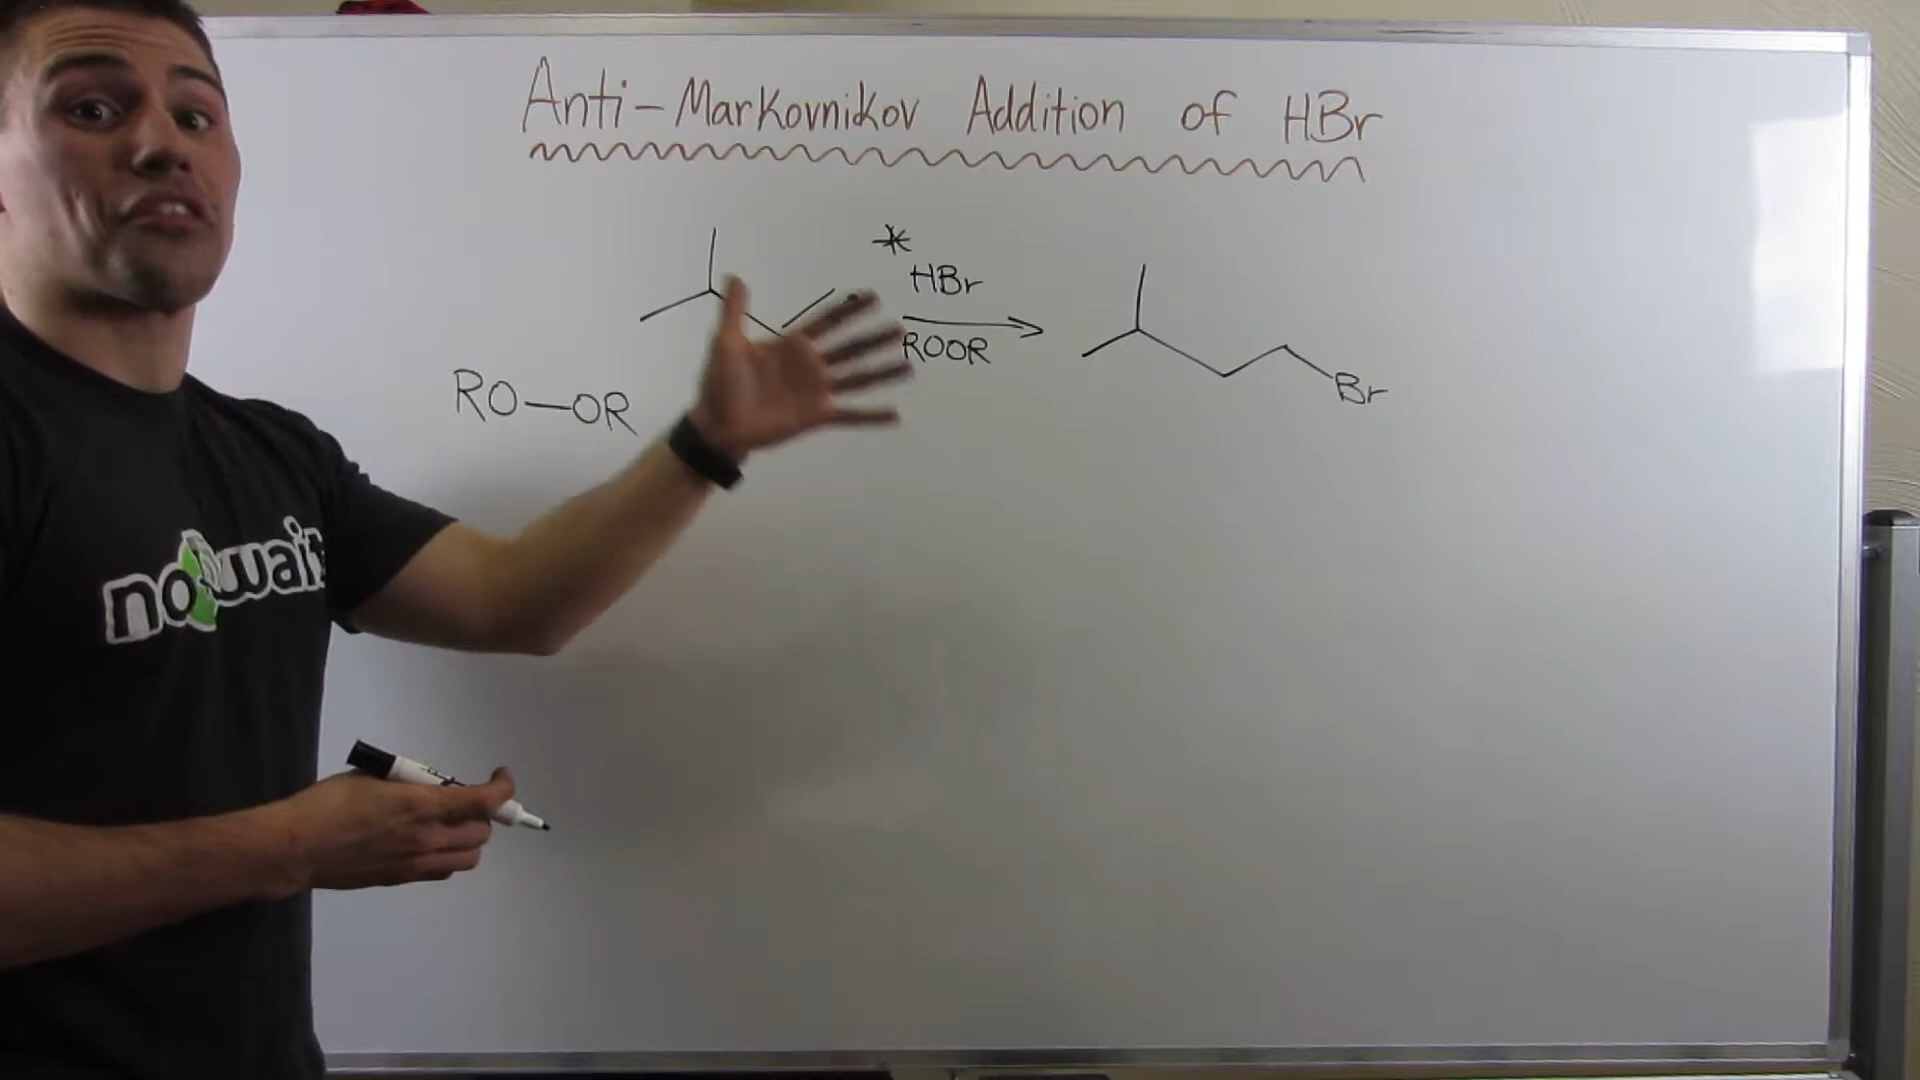 Anti-Markovnikov Addition of HBr
*
HBr
ROOR
Br
RO-OR
nowait